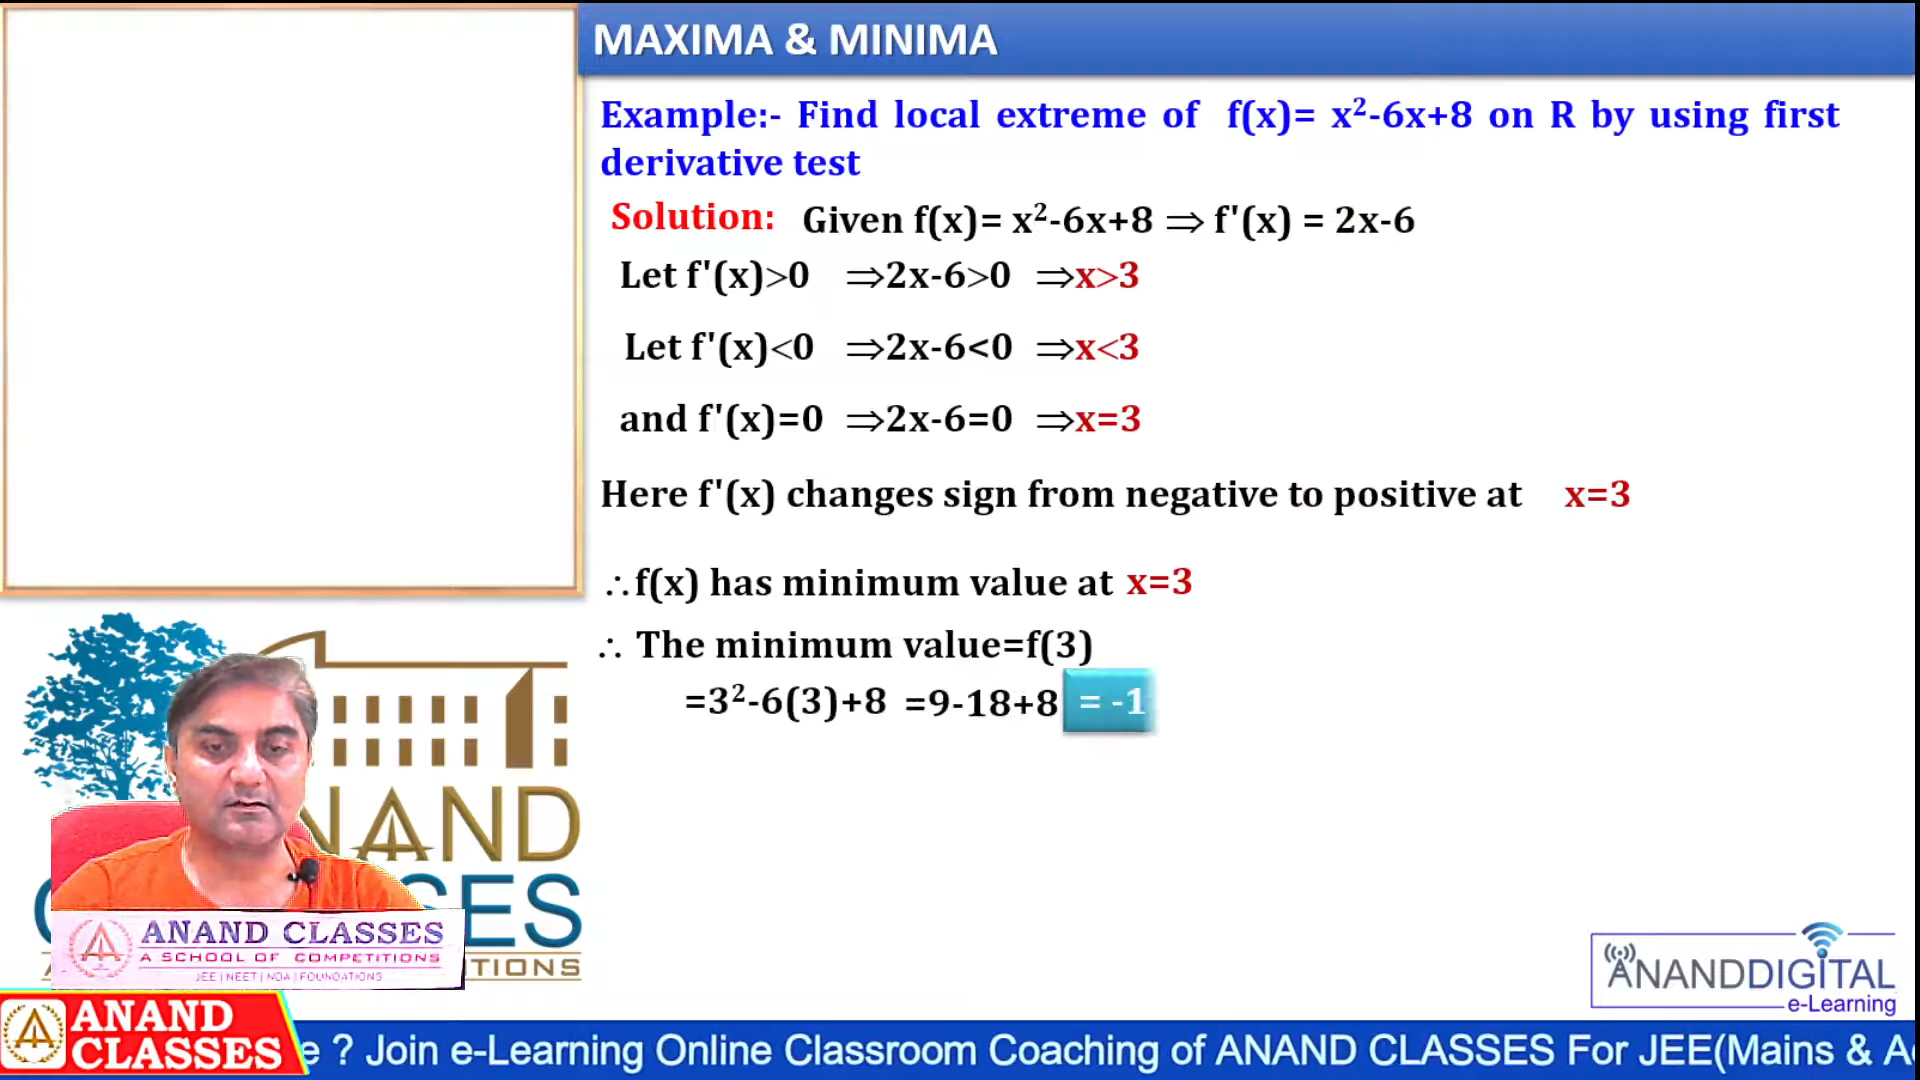 MAXIMA & MINIMA
Example:- Find local extreme of f(x)= x²-6x+8 on R by using first
derivative test
Solution: Given f(x)= x²-6x+8 ⇒ f'(x) = 2x-6
Let f'(x)>0 ⇒2x-6>0 ⇒x>3
Let f'(x)<0 ⇒2x-6<0 ⇒x<3
and f'(x)=0 ⇒2x-6=0 ⇒x=3
Here f'(x) changes sign from negative to positive at x=3
∴f(x) has minimum value at x=3
∴ The minimum value=f(3)
=3²-6(3)+8 =9-18+8 = -1
NAND
SES
TIONS
ANAND CLASSES
A SCHOOL OF COMPETITIONS
JEE | NEET | NDA | FOUNDATIONS
ANANDDIGITAL
e-Learning
ANAND
CLASSES
e ? Join e-Learning Online Classroom Coaching of ANAND CLASSES For JEE(Mains & A